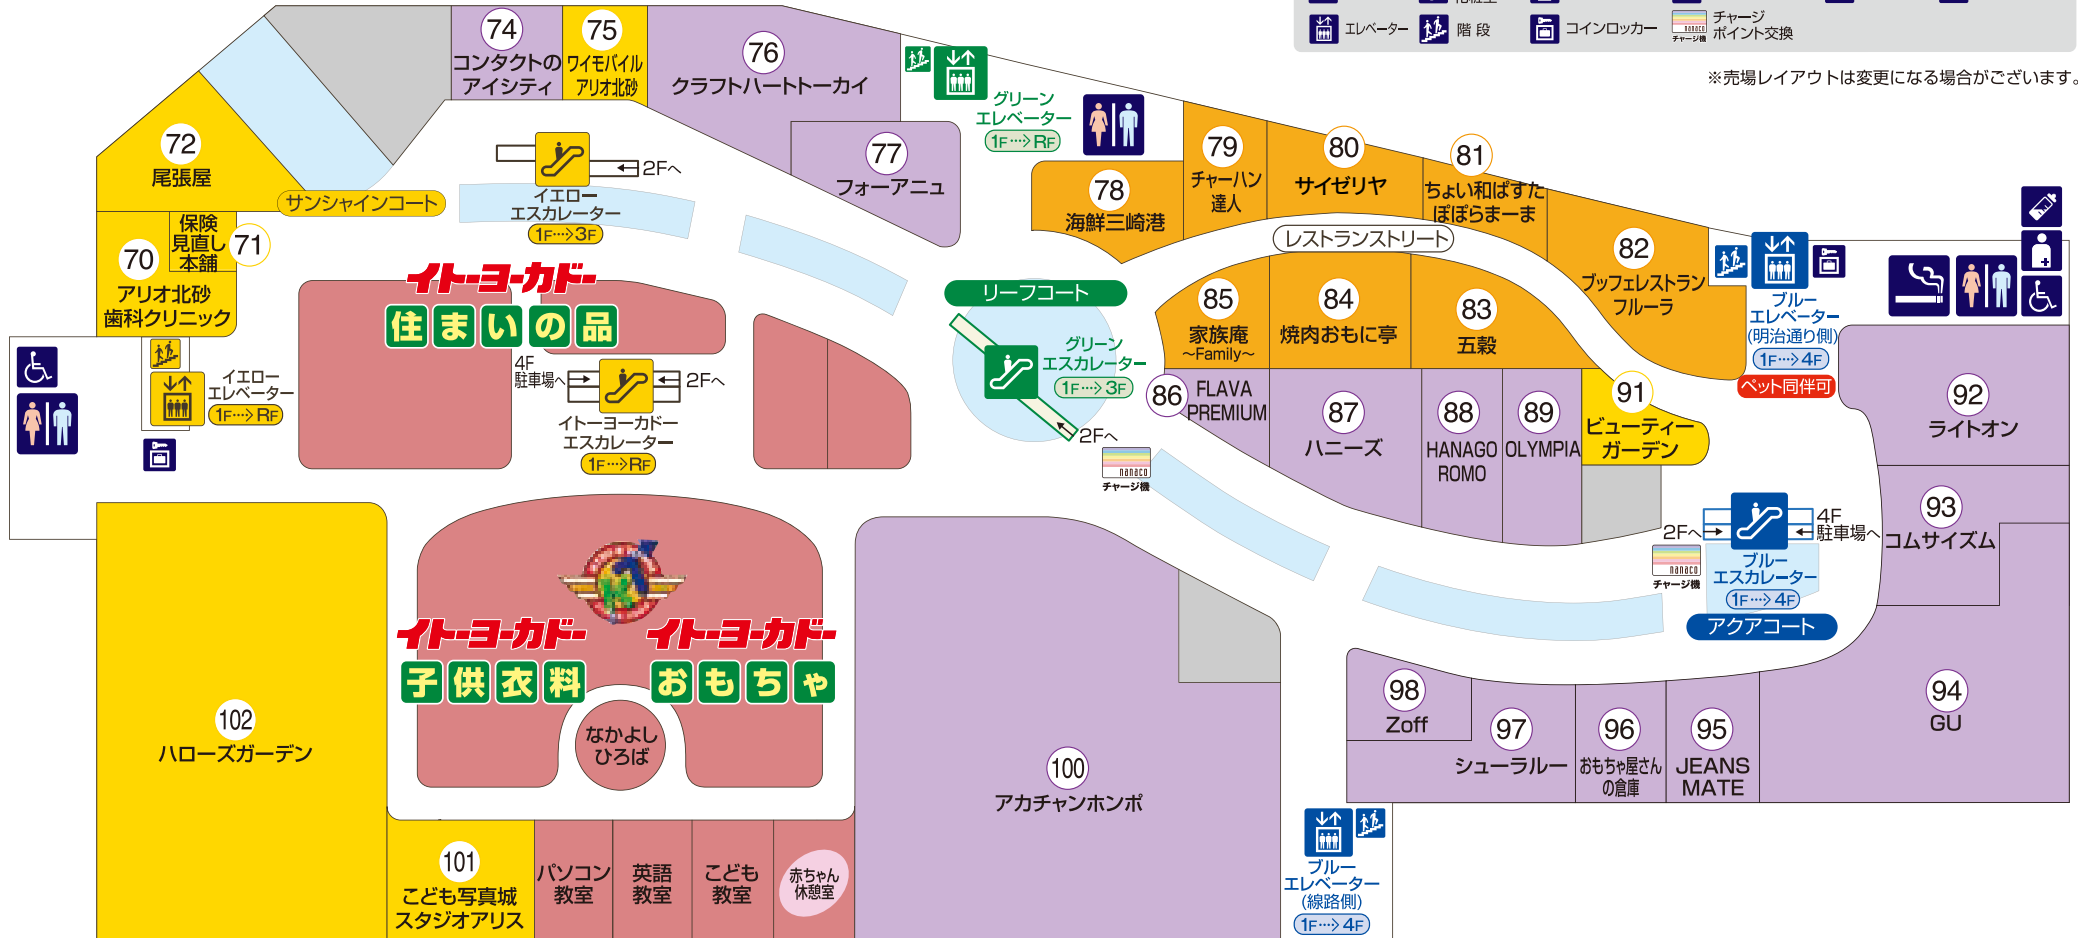 エレベーター
階段
コインロッカー
nanaco
チャージ機
チャージ
ポイント交換
※売場レイアウトは変更になる場合がございます。
74
コンタクトの
アイシティ
75
ワイモバイル
アリオ北砂
76
クラフトハートトーカイ
77
フォーアニュ
グリーン
エレベーター
1F…>RF
72
尾張屋
サンシャインコート
2Fへ
イエロー
エスカレーター
1F…>3F
保険
見直し
本舗
71
70
アリオ北砂
歯科クリニック
イエロー
エレベーター
1F…>RF
78
海鮮三崎港
79
チャーハン
達人
80
サイゼリヤ
81
ちょい和ぱすた
ぽぽらまーま
82
ブッフェレストラン
フルーラ
レストランストリート
ブルー
エレベーター
(明治通り側)
1F…>4F
ペット同伴可
イトーヨーカドー
住まいの品
4F
駐車場へ
2Fへ
イトーヨーカドー
エスカレーター
1F…>RF
リーフコート
グリーン
エスカレーター
1F…>3F
2Fへ
nanaco
チャージ機
85
家族庵
~Family~
84
焼肉おもに亭
83
五穀
86
FLAVA
PREMIUM
87
ハニーズ
88
HANAGO
ROMO
89
OLYMPIA
91
ビューティー
ガーデン
92
ライトオン
93
コムサイズム
2Fへ
4F
駐車場へ
nanaco
チャージ機
ブルー
エスカレーター
1F…>4F
アクアコート
94
GU
95
JEANS
MATE
96
おもちゃ屋さん
の倉庫
97
シューラルー
98
Zoff
イトーヨーカドー
子供衣料
イトーヨーカドー
おもちゃ
なかよし
ひろば
102
ハローズガーデン
100
アカチャンホンポ
101
こども写真城
スタジオアリス
パソコン
教室
英語
教室
こども
教室
赤ちゃん
休憩室
ブルー
エレベーター
(線路側)
1F…>4F